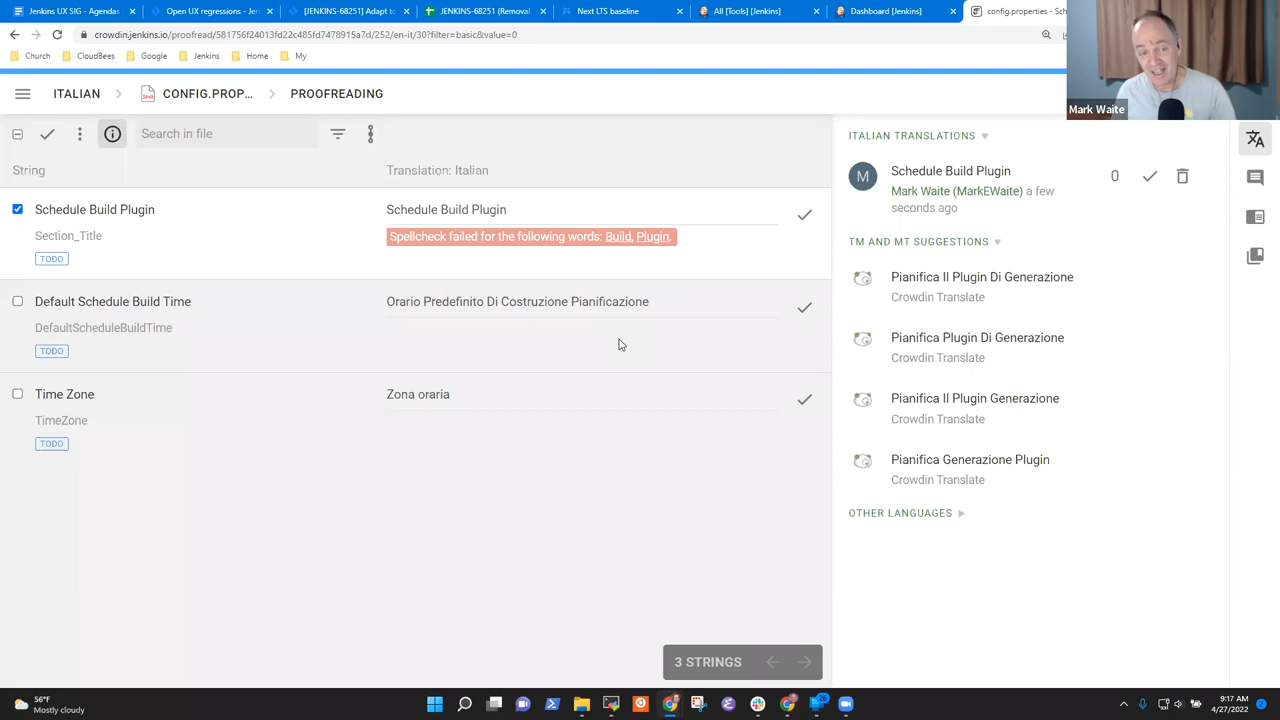 Jenkins UX SIG - Agendas
Open UX regressions - Jen
[JENKINS-68251] Adapt to
JENKINS-68251 (Removal
Next LTS baseline
All [Tools] [Jenkins]
Dashboard [Jenkins]
config.properties - Sch
crowdin.jenkins.io/proofread/581756f24013fd22c485fd7478915a7d/252/en-it/30?filter=basic&value=0
Church
CloudBees
Google
Jenkins
Home
My
Mark Waite
ITALIAN
CONFIG.PROP...
PROOFREADING
Search in file
String
Translation: Italian
Schedule Build Plugin
Section_Title
TODO
Schedule Build Plugin
Spellcheck failed for the following words: Build, Plugin.
Default Schedule Build Time
DefaultScheduleBuildTime
TODO
Orario Predefinito Di Costruzione Pianificazione
Time Zone
TimeZone
TODO
Zona oraria
3 STRINGS
ITALIAN TRANSLATIONS
M
Schedule Build Plugin
Mark Waite (MarkEWaite) a few
seconds ago
0
TM AND MT SUGGESTIONS
Pianifica Il Plugin Di Generazione
Crowdin Translate
Pianifica Plugin Di Generazione
Crowdin Translate
Pianifica Il Plugin Generazione
Crowdin Translate
Pianifica Generazione Plugin
Crowdin Translate
OTHER LANGUAGES
56°F
Mostly cloudy
9:17 AM
4/27/2022